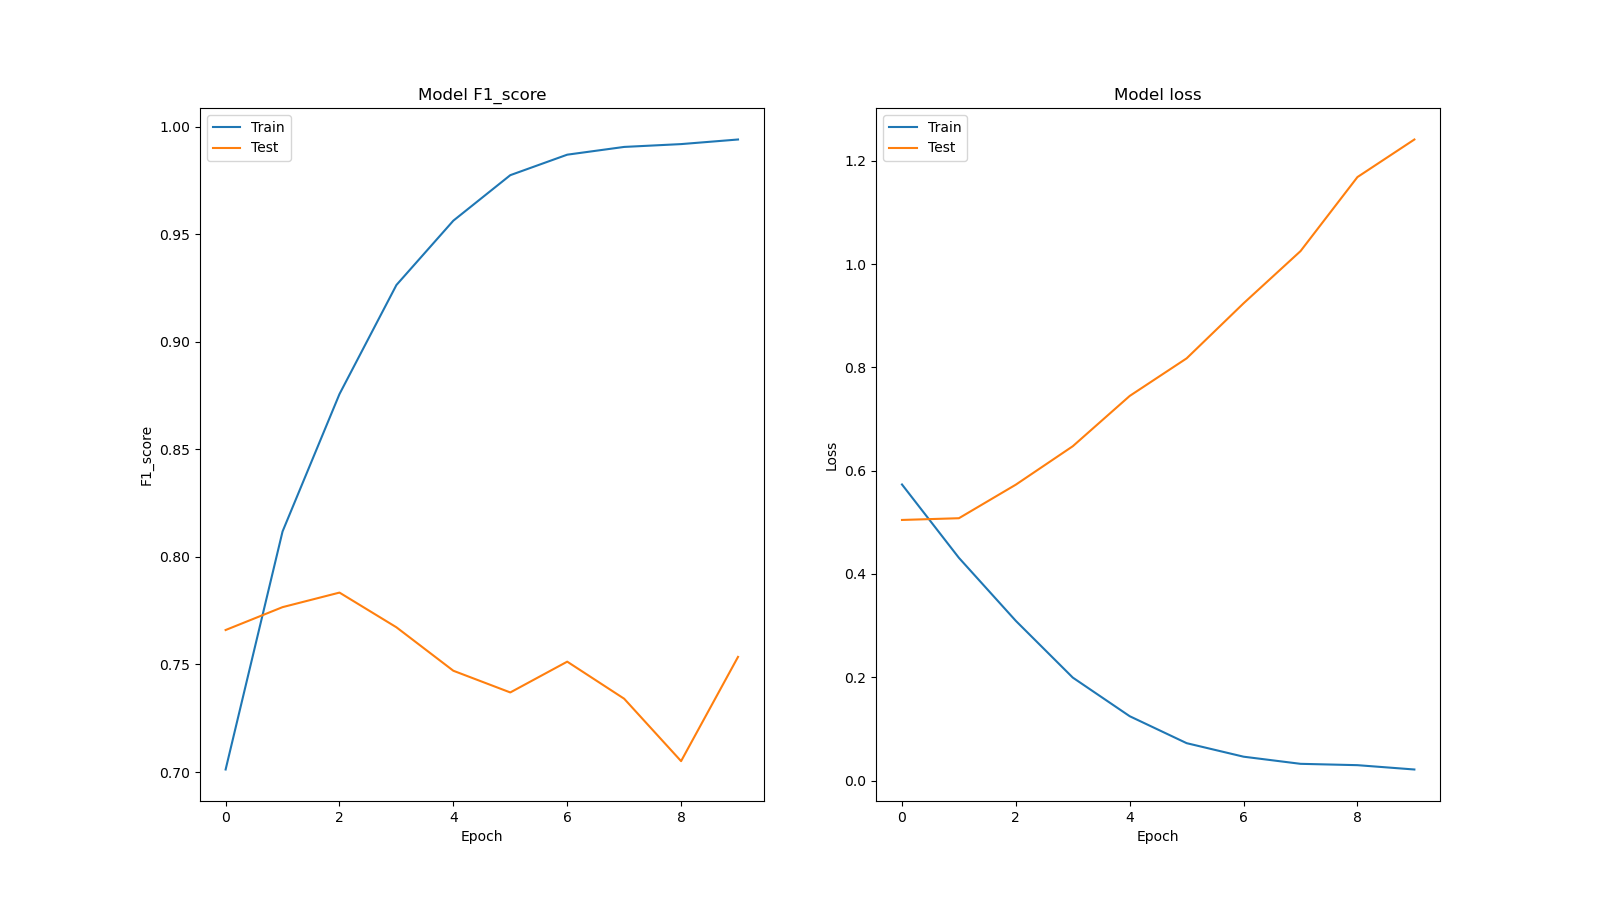 Model F1_score
Train
Test
1.00
0.95
0.90
0.85
0.80
0.75
0.70
F1_score
0 2 4 6 8
Epoch
Model loss
Train
Test
1.2
1.0
0.8
0.6
0.4
0.2
0.0
Loss
0 2 4 6 8
Epoch